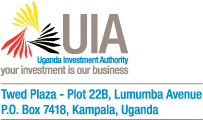 UIA
Uganda Investment Authority
your investment is our business
Twed Plaza - Plot 22B, Lumumba Avenue
P.O. Box 7418, Kampala, Uganda